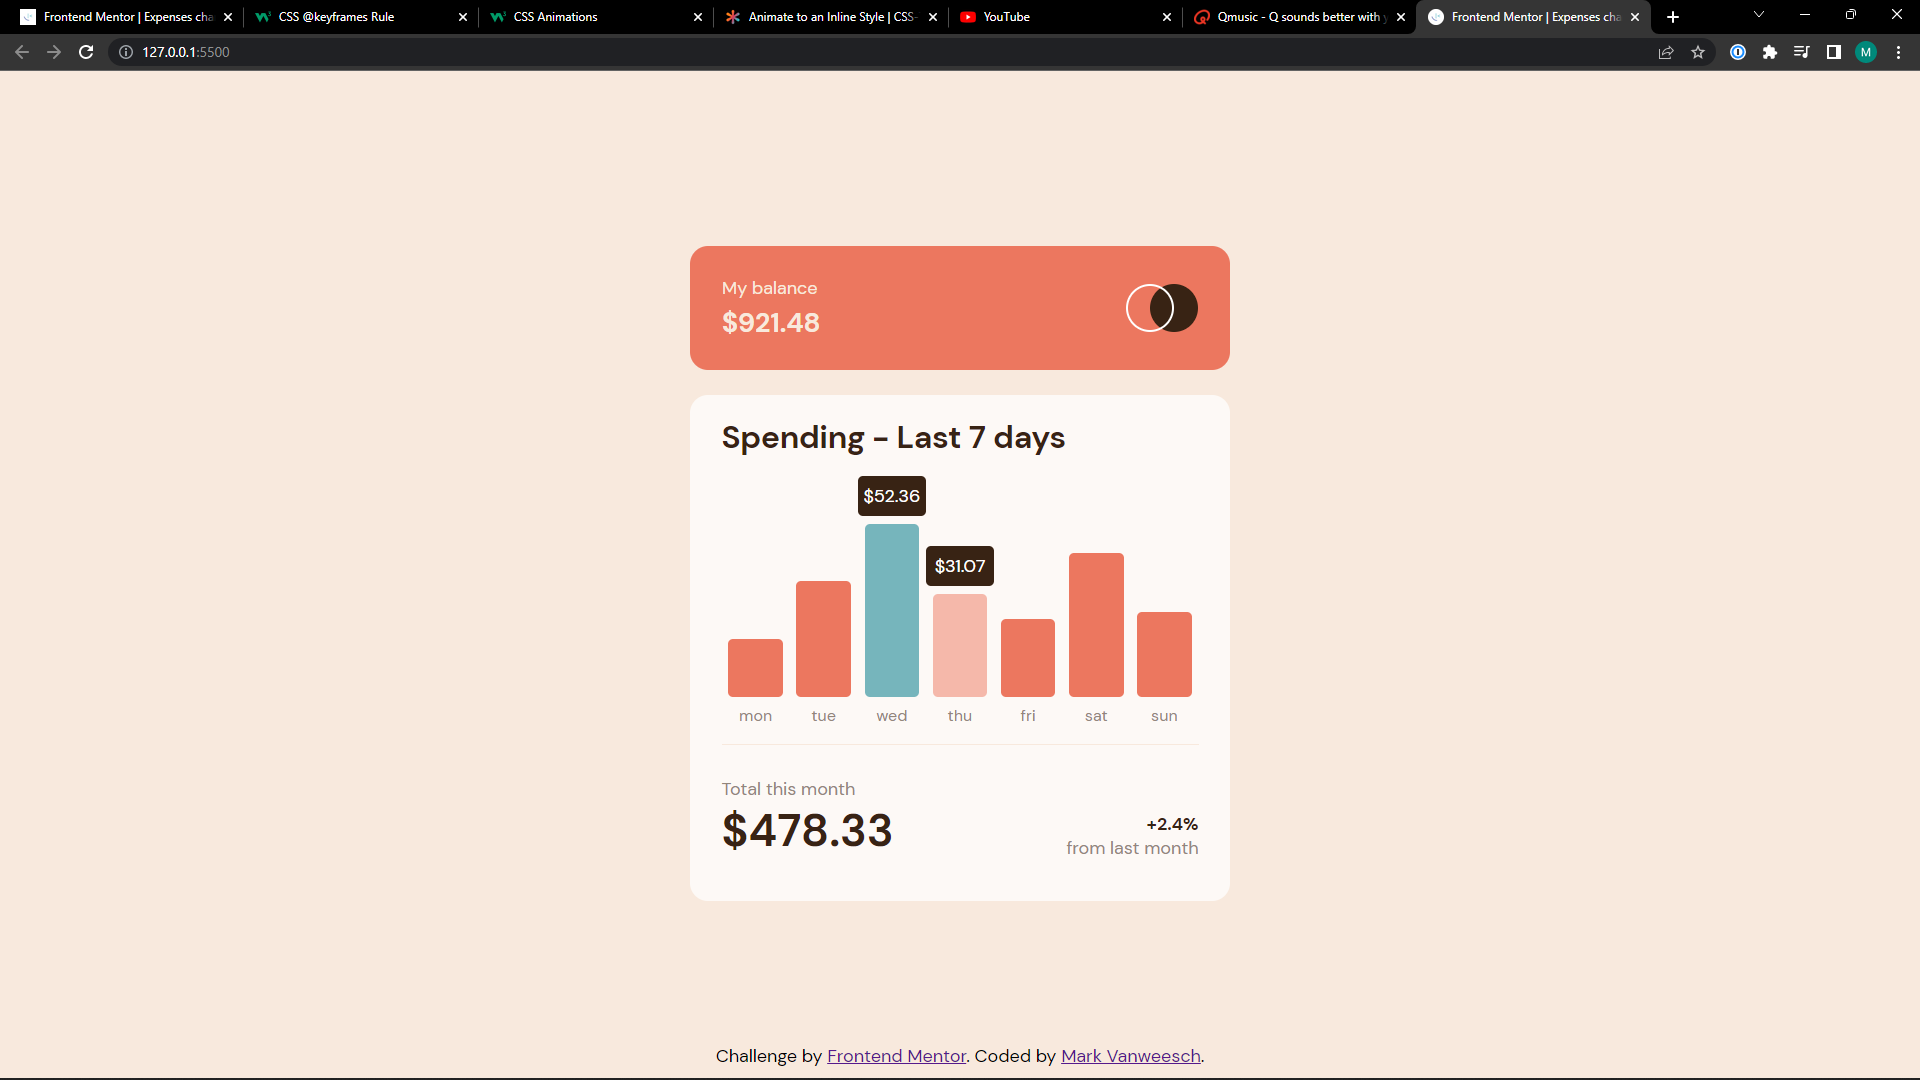 Frontend Mentor | Expenses cha
CSS @keyframes Rule
CSS Animations
Animate to an Inline Style | CSS-
YouTube
Qmusic - Q sounds better with y
Frontend Mentor | Expenses cha
127.0.0.1:5500
M
My balance
$921.48
Spending - Last 7 days
$52.36
$31.07
mon tue wed thu fri sat sun
Total this month
$478.33
+2.4%
from last month
Challenge by Frontend Mentor. Coded by Mark Vanweesch.